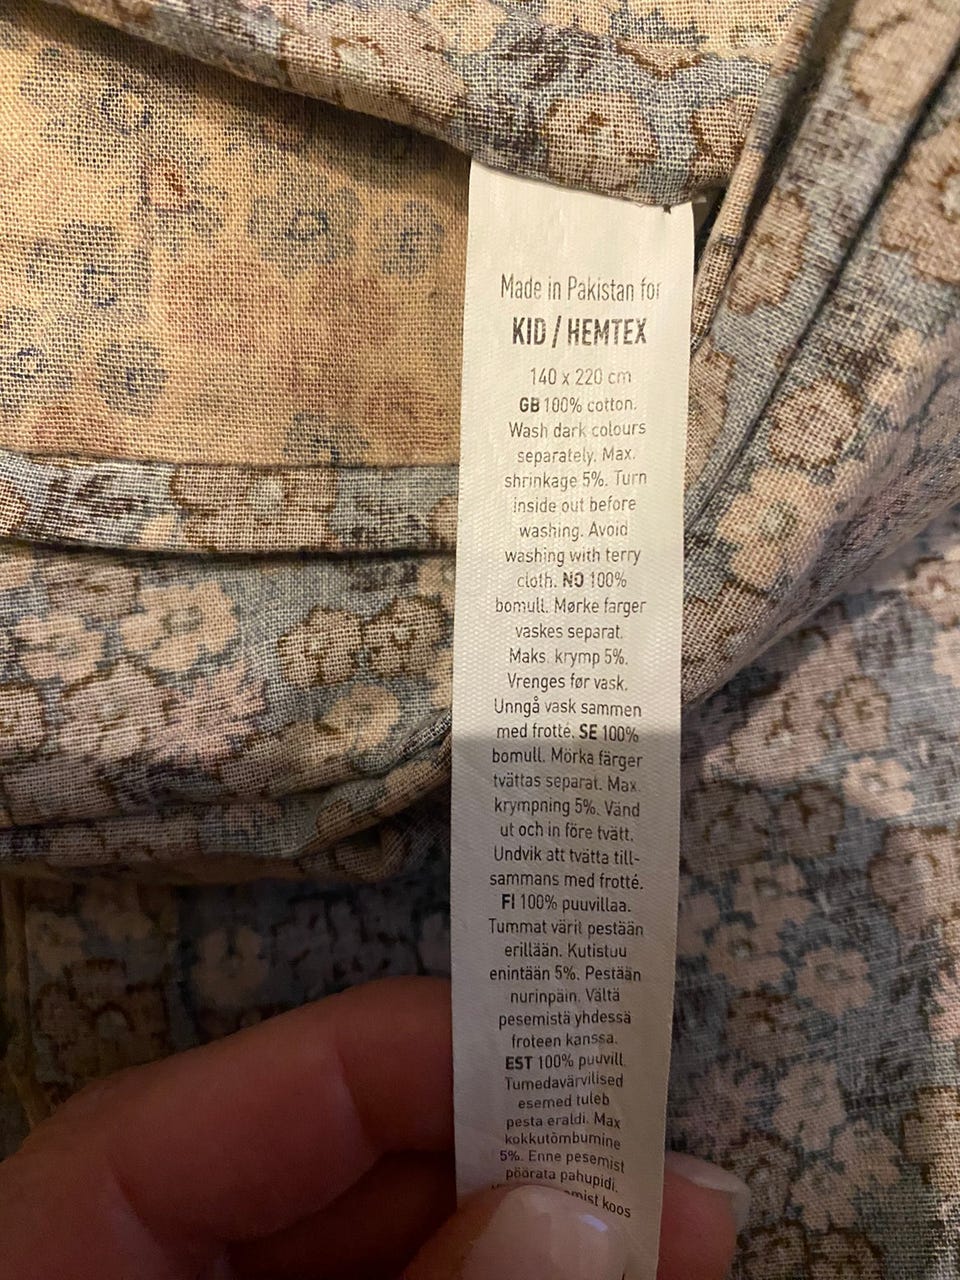 Made in Pakistan for
KID / HEMTEX
140 x 220 cm
GB 100% cotton.
Wash dark colours
separately. Max.
shrinkage 5%. Turn
inside out before
washing. Avoid
washing with terry
cloth. NO 100%
bomull. Mørke farger
vaskes separat.
Maks. krymp 5%.
Vrenges før vask.
Unngå vask sammen
med frotté. SE 100%
bomull. Mörka färger
tvättas separat. Max.
krympning 5%. Vänd
ut och in före tvätt.
Undvik att tvätta till-
sammans med frotté.
FI 100% puuvillaa.
Tummat värit pestään
erillään. Kutistuu
enintään 5%. Pestään
nurinpäin. Vältä
pesemistä yhdessä
froteen kanssa.
EST 100% puuvill
Tumedavärvilised
esemed tuleb
pesta eraldi. Max
kokkutõmbumine
5%. Enne pesemist
pöörata pahupidi.
koos